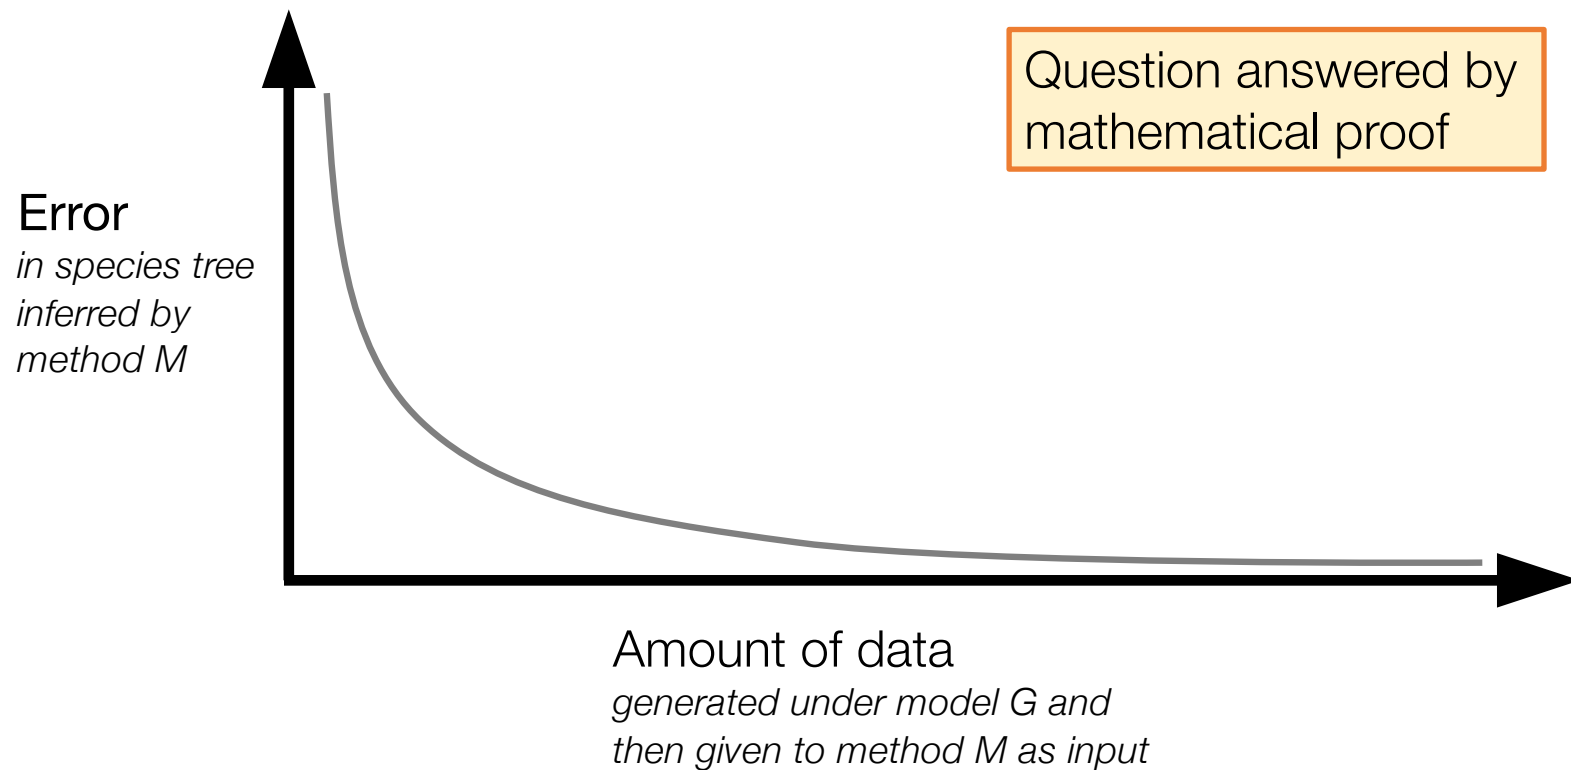 Question answered by
mathematical proof
Error
in species tree
inferred by
method M
Amount of data
generated under model G and
then given to method M as input